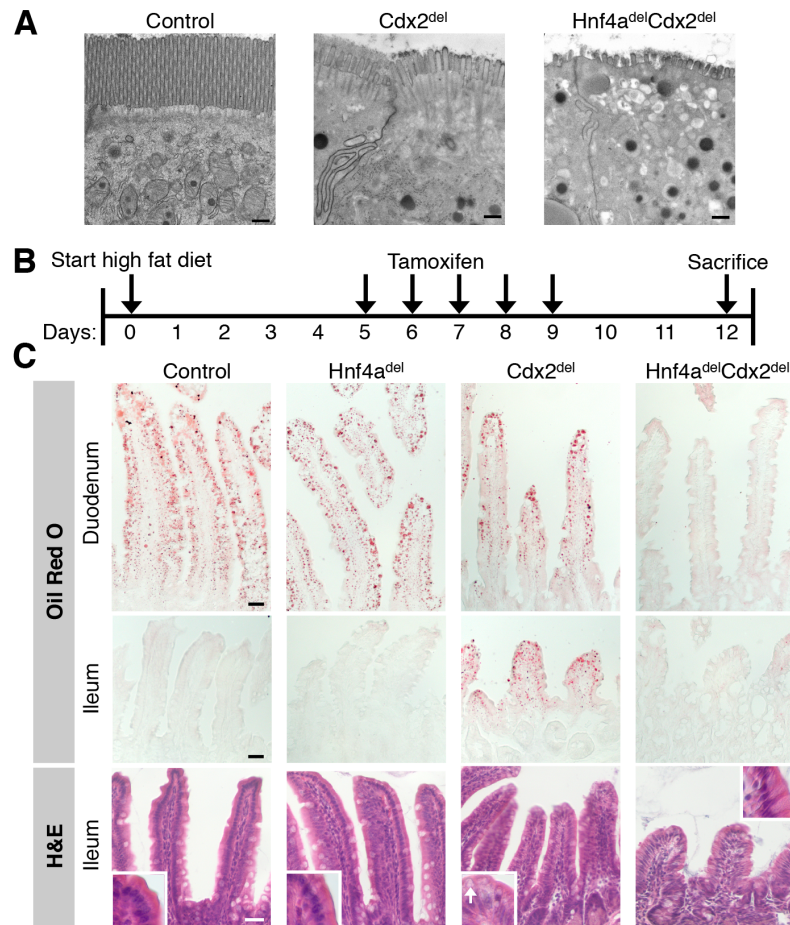 A
Control
Cdx2del
Hnf4adelCdx2del
B
Start high fat diet
Tamoxifen
Sacrifice
Days: 0 1 2 3 4 5 6 7 8 9 10 11 12
C
Control
Hnf4adel
Cdx2del
Hnf4adelCdx2del
Oil Red O
Duodenum
Ileum
H&E
Ileum